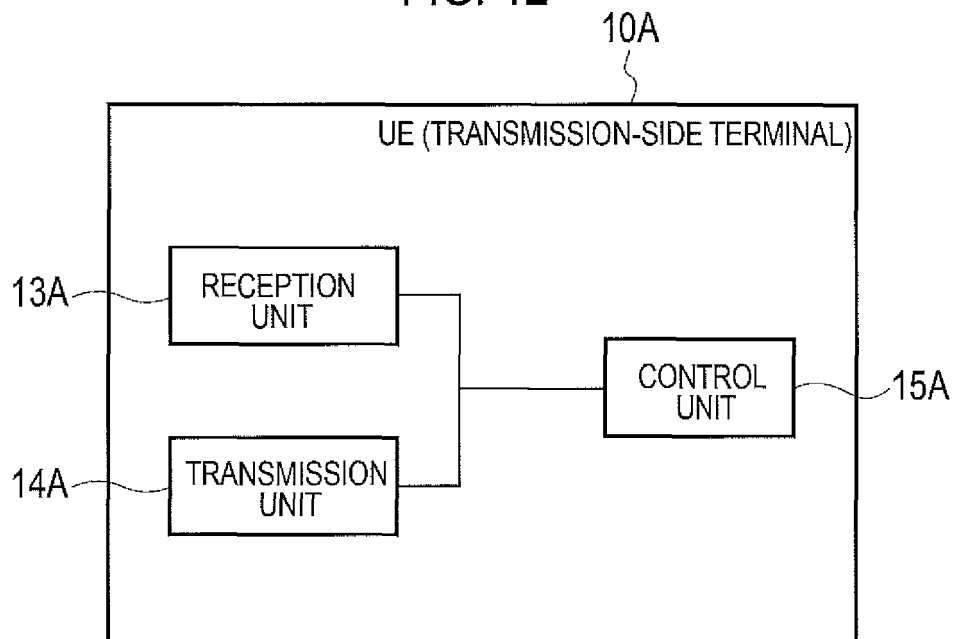 10A
UE (TRANSMISSION-SIDE TERMINAL)
13A
RECEPTION
UNIT
CONTROL
UNIT
15A
14A
TRANSMISSION
UNIT